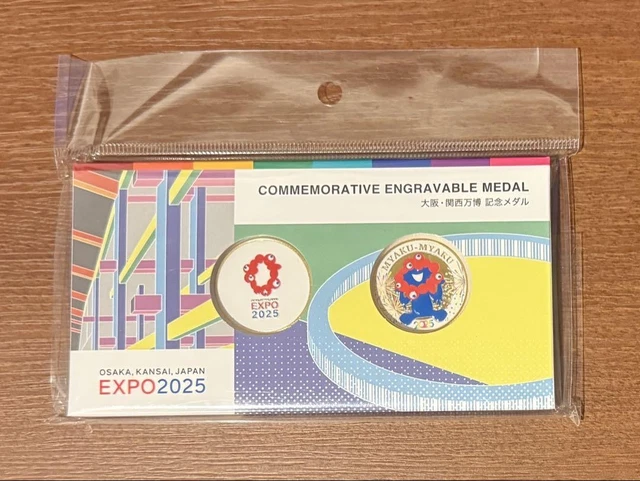 COMMEMORATIVE ENGRAVABLE MEDAL
大阪・関西万博 記念メダル
MYAKU-MYAKU
EXPO
2025
2025
OSAKA, KANSAI, JAPAN
EXPO2025